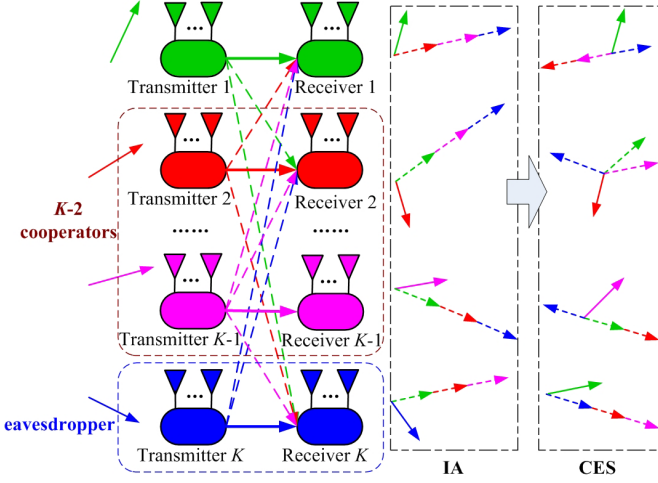 Transmitter 1 Receiver 1
Transmitter 2 Receiver 2
K-2
cooperators
...... ......
Transmitter K-1 Receiver K-1
eavesdropper
Transmitter K Receiver K
IA CES